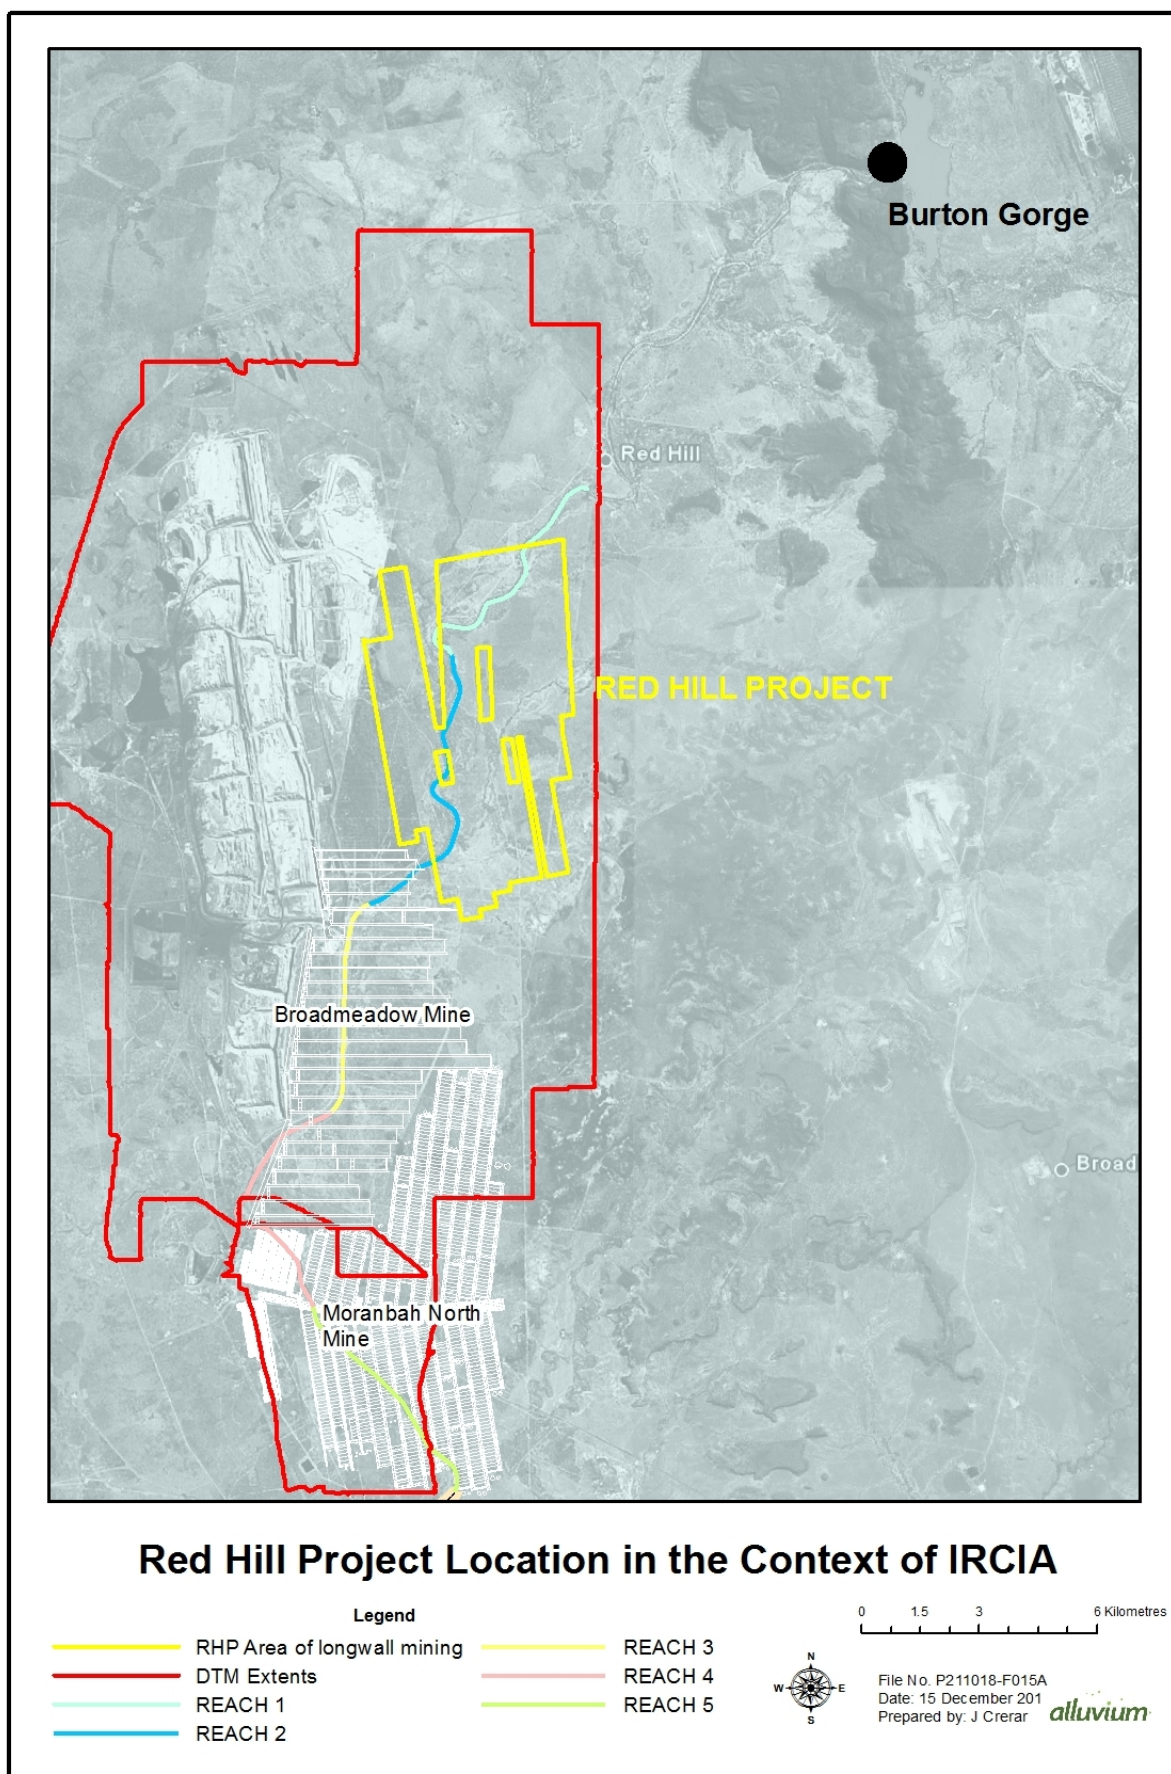 Burton Gorge
Red Hill
RED HILL PROJECT
Broadmeadow Mine
Broad
Moranbah North
Mine
Red Hill Project Location in the Context of IRCIA
Legend
RHP Area of longwall mining
DTM Extents
REACH 1
REACH 2
REACH 3
REACH 4
REACH 5
0 1.5 3 6 Kilometres
N
W E
S
File No. P211018-F015A
Date: 15 December 201
Prepared by: J Crerar
alluvium